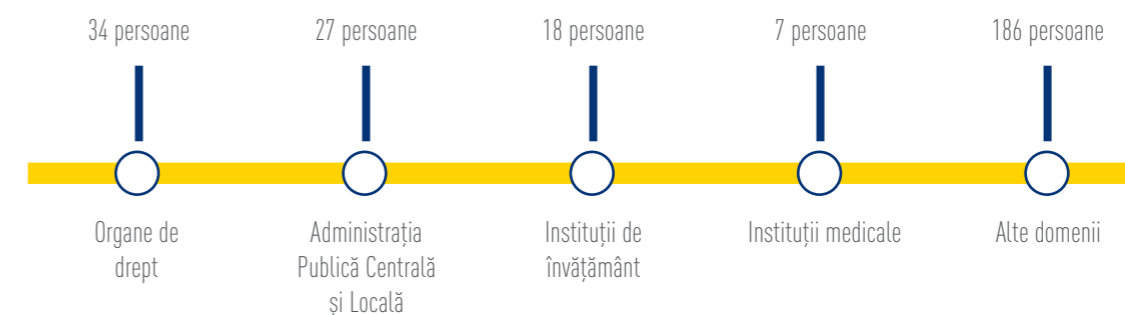 34 persoane
27 persoane
18 persoane
7 persoane
186 persoane
Organe de
drept
Administrația
Publică Centrală
și Locală
Instituții de
învățământ
Instituții medicale
Alte domenii